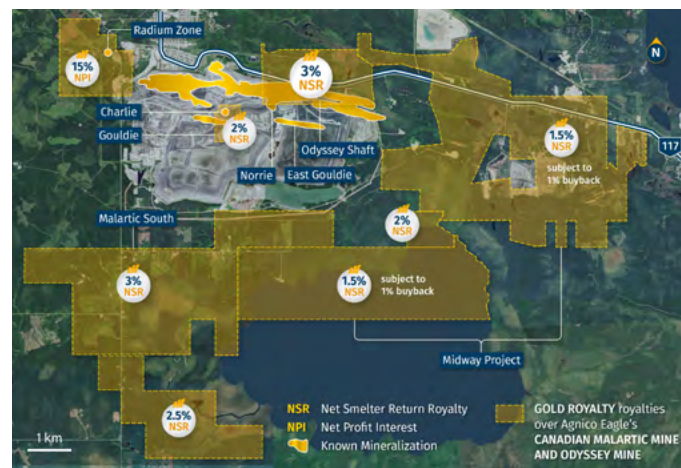 Radium Zone
N
15%
NPI
3%
NSR
Charlie
Gouldie
2%
NSR
Odyssey Shaft
1.5%
NSR
117
subject to
1% buyback
Norrie
East Gouldie
Malartic South
2%
NSR
3%
NSR
1.5%
NSR
subject to
1% buyback
Midway Project
2.5%
NSR
NSR Net Smelter Return Royalty
NPI Net Profit Interest
Known Mineralization
GOLD ROYALTY royalties
over Agnico Eagle's
CANADIAN MALARTIC MINE
AND ODYSSEY MINE
1 km